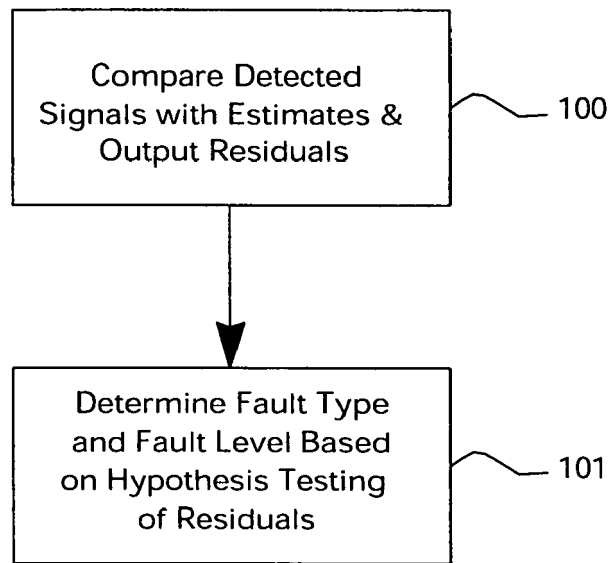 Compare Detected
Signals with Estimates &
Output Residuals
100
Determine Fault Type
and Fault Level Based
on Hypothesis Testing
of Residuals
101